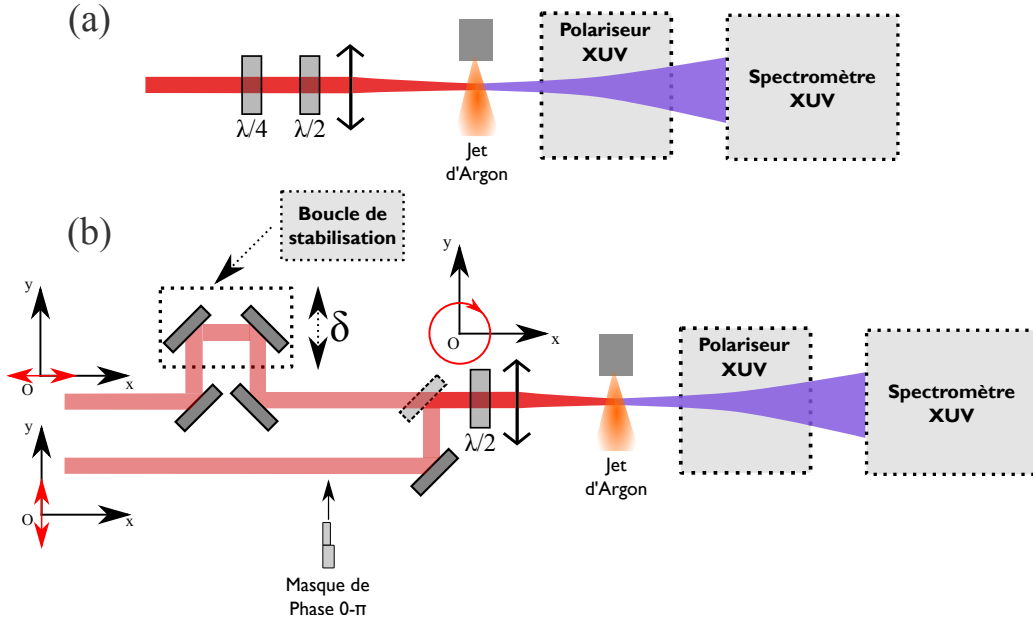 (a)
Polariseur
XUV
Spectromètre
XUV
λ/4
λ/2
Jet
d'Argon
(b)
Boucle de
stabilisation
y
O
x
δ
y
O
x
y
O
x
λ/2
Polariseur
XUV
Spectromètre
XUV
Jet
d'Argon
Masque de
Phase 0-π